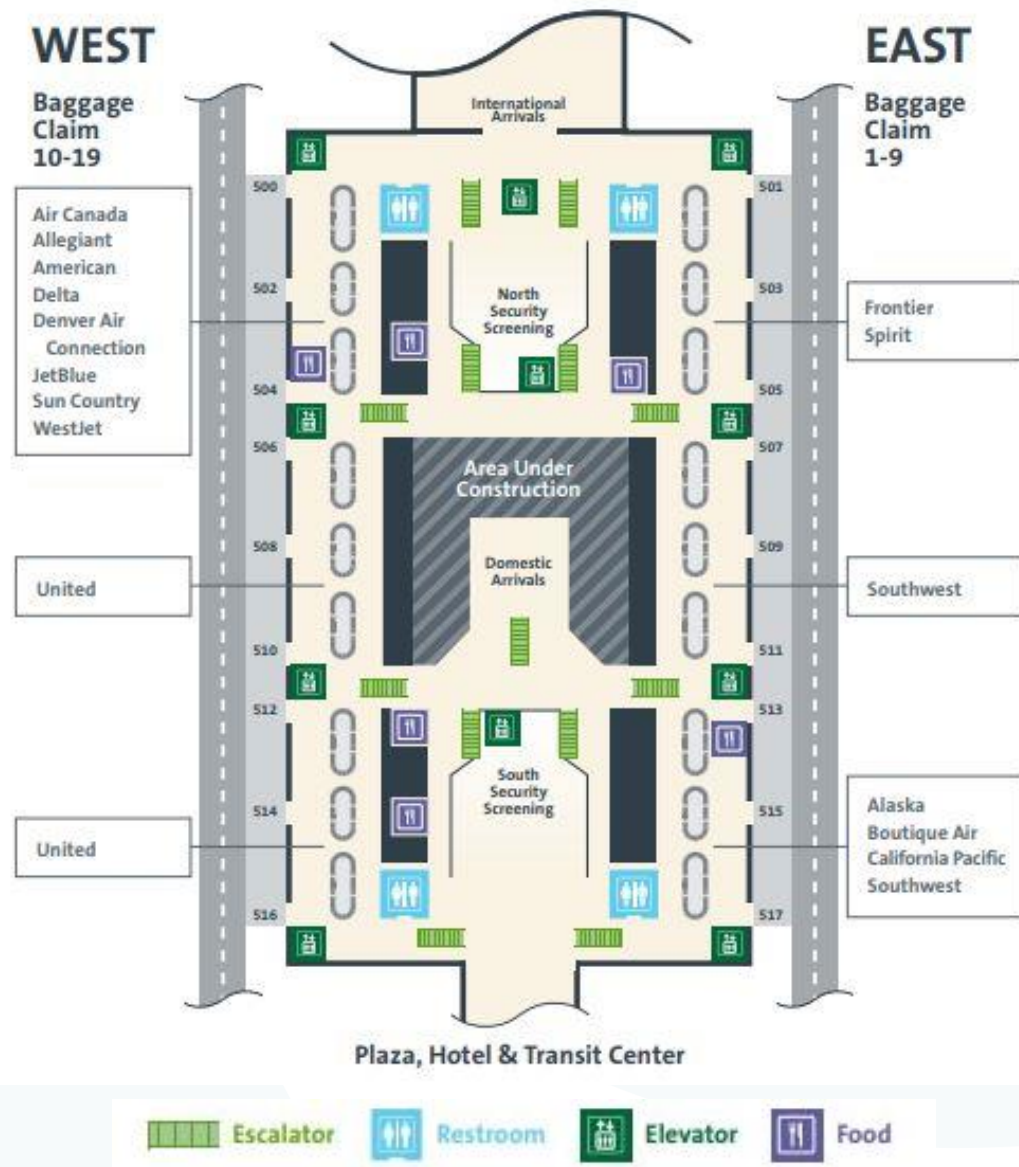 WEST
Baggage
Claim
10-19
Air Canada
Allegiant
American
Delta
Denver Air
Connection
JetBlue
Sun Country
WestJet
United
United
International
Arrivals
500
501
502
503
North
Security
Screening
504
505
506
507
Area Under
Construction
508
509
Domestic
Arrivals
510
511
512
513
South
Security
Screening
514
515
516
517
EAST
Baggage
Claim
1-9
Frontier
Spirit
Southwest
Alaska
Boutique Air
California Pacific
Southwest
Plaza, Hotel & Transit Center
Escalator
Restroom
Elevator
Food